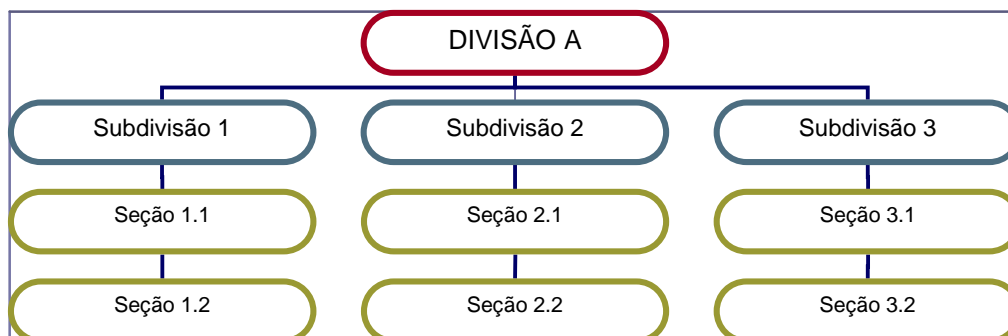 DIVISÃO A
Subdivisão 1
Subdivisão 2
Subdivisão 3
Seção 1.1
Seção 2.1
Seção 3.1
Seção 1.2
Seção 2.2
Seção 3.2